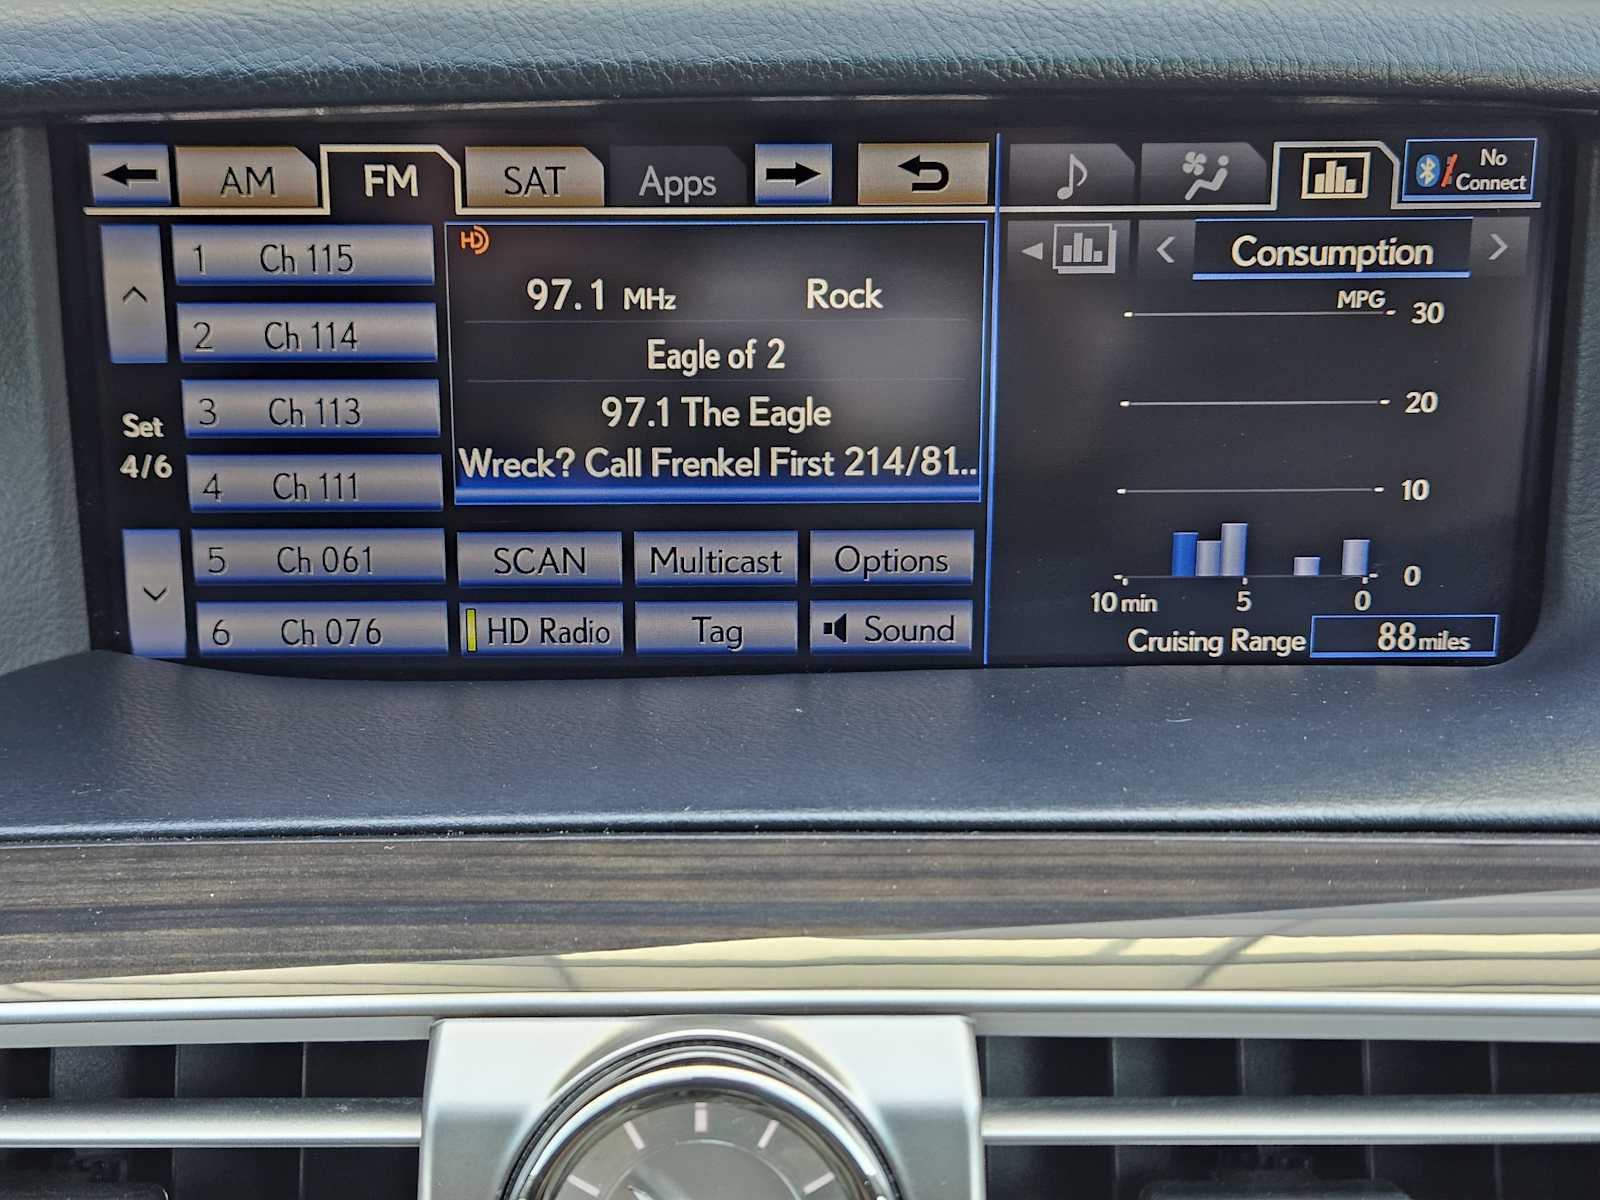 AM FM SAT Apps
No
Connect
1 Ch 115
2 Ch 114
3 Ch 113
4 Ch 111
5 Ch 061
6 Ch 076
Set
4/6
HD
97.1 MHz Rock
Eagle of 2
97.1 The Eagle
Wreck? Call Frenkel First 214/81..
SCAN Multicast Options
HD Radio Tag Sound
Consumption
MPG 30
20
10
0
10 min 5 0
Cruising Range 88 miles